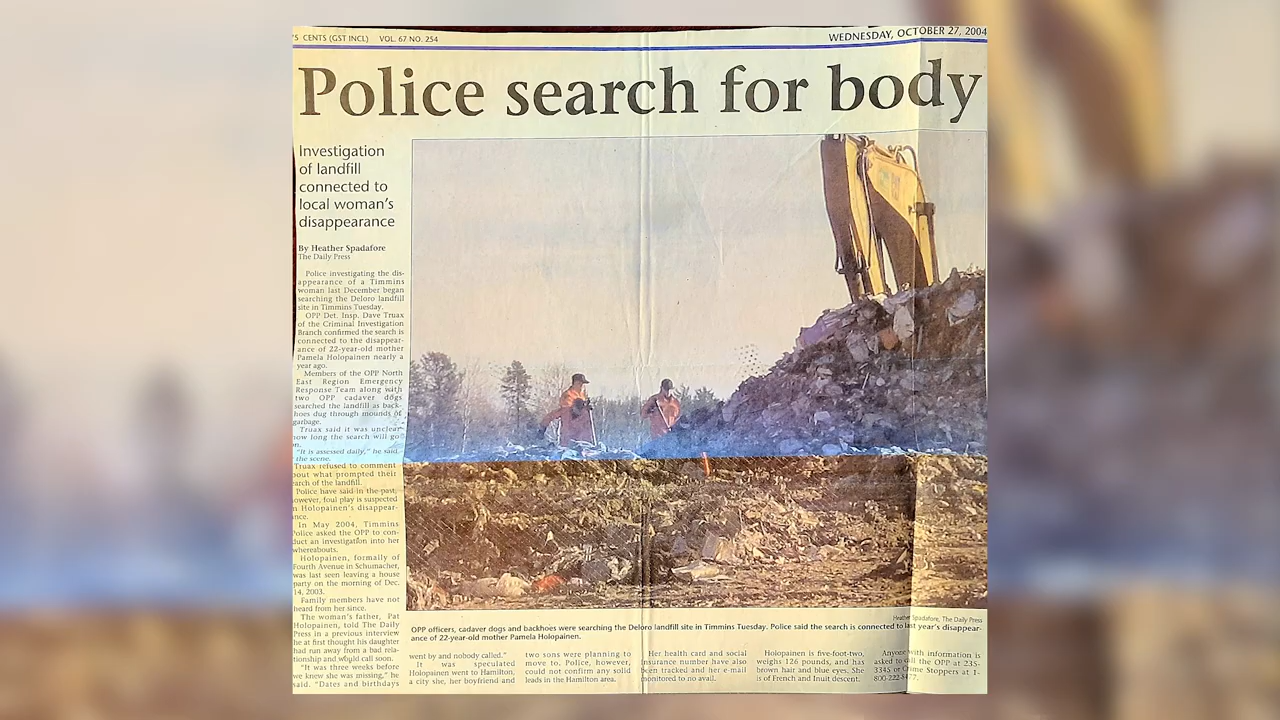 'S CENTS (GST INCL) VOL. 67 NO. 254
WEDNESDAY, OCTOBER 27, 2004
Police search for body
Investigation
of landfill
connected to
local woman's
disappearance
By Heather Spadafore
The Daily Press
Police investigating the dis-
appearance of a Timmins
woman last December began
searching the Deloro landfill
site in Timmins Tuesday.
OPP Det. Insp. Dave Truax
of the Criminal Investigation
Branch confirmed the search is
connected to the disappear-
ance of 22-year-old mother
Pamela Holopainen nearly a
year ago.
Members of the OPP North
East Region Emergency
Response Team along with
two OPP cadaver dogs
searched the landfill as back-
hoes dug through mounds of
garbage.
Truax said it was unclear
how long the search will go
n.
"It is assessed daily," he said
the scene.
Truax refused to comment
bout what prompted their
arch of the landfill.
Police have said in the past,
owever, foul play is suspected
n Holopainen's disappear-
nce.
In May 2004, Timmins
Police asked the OPP to con-
duct an investigation into her
whereabouts.
Holopainen, formally of
Fourth Avenue in Schumacher,
was last seen leaving a house
party on the morning of Dec.
14, 2003.
Family members have not
heard from her since.
The woman's father, Pat
Holopainen, told The Daily
Press in a previous interview
he at first thought his daughter
had run away from a bad rela-
tionship and would call soon.
"It was three weeks before
we knew she was missing," he
said. "Dates and birthdays
Heather Spadafore, The Daily Press
OPP officers, cadaver dogs and backhoes were searching the Deloro landfill site in Timmins Tuesday. Police said the search is connected to last year's disappear-
ance of 22-year-old mother Pamela Holopainen.
went by and nobody called."
It was speculated
Holopainen went to Hamilton,
a city she, her boyfriend and
two sons were planning to
move to. Police, however,
could not confirm any solid
leads in the Hamilton area.
Her health card and social
insurance number have also
been tracked and her e-mail
monitored to no avail.
Holopainen is five-foot-two,
weighs 126 pounds, and has
brown hair and blue eyes. She
is of French and Inuit descent.
Anyone with information is
asked to call the OPP at 235-
3345 or Crime Stoppers at 1-
800-222-8477.